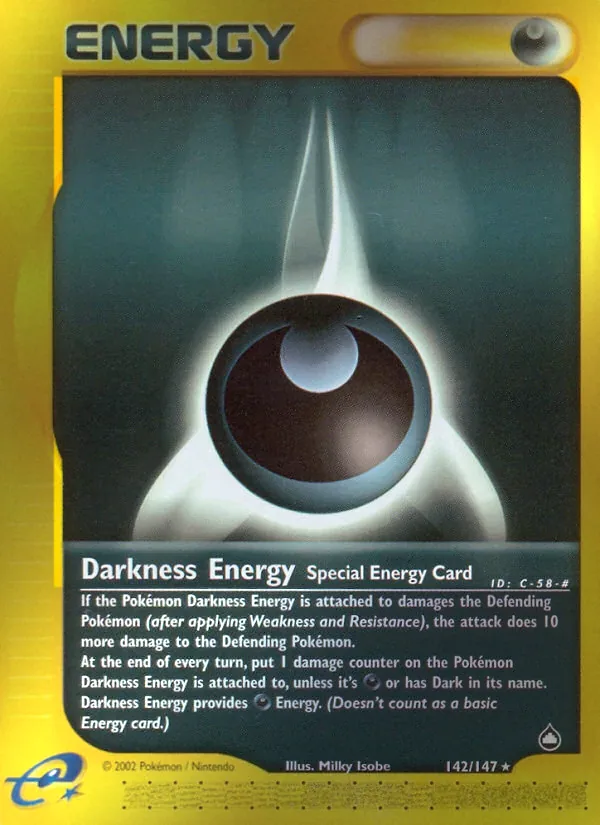 ENERGY
Darkness Energy Special Energy Card
ID: C-58-#
If the Pokémon Darkness Energy is attached to damages the Defending
Pokémon (after applying Weakness and Resistance), the attack does 10
more damage to the Defending Pokémon.
At the end of every turn, put 1 damage counter on the Pokémon
Darkness Energy is attached to, unless it's or has Dark in its name.
Darkness Energy provides Energy. (Doesn't count as a basic
Energy card.)
© 2002 Pokémon / Nintendo
Illus. Milky Isobe
142/147 ★
e